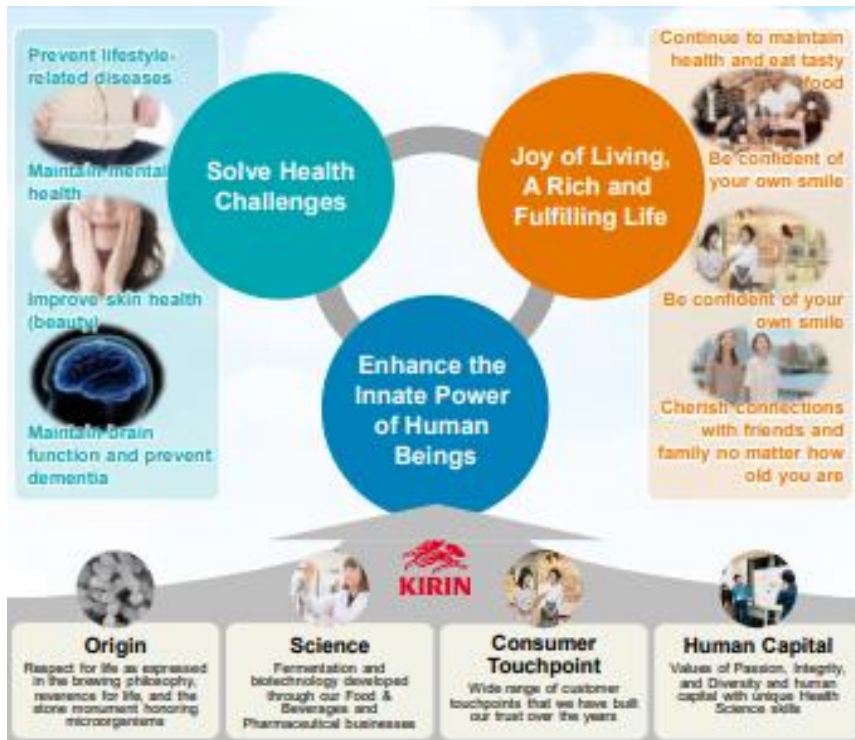 Prevent lifestyle-
related diseases
Maintain mental
health
Improve skin health
(beauty)
Maintain brain
function and prevent
dementia
Solve Health
Challenges
Joy of Living,
A Rich and
Fulfilling Life
Enhance the
Innate Power
of Human
Beings
Continue to maintain
health and eat tasty
food
Be confident of
your own smile
Be confident of your
own smile
Cherish connections
with friends and
family no matter how
old you are
KIRIN
Origin
Respect for life as expressed
in the brewing philosophy,
reverence for life, and the
stone monument honoring
microorganisms
Science
Fermentation and
biotechnology developed
through our Food &
Beverages and
Pharmaceutical businesses
Consumer
Touchpoint
Wide range of customer
touchpoints that we have built
our trust over the years
Human Capital
Values of Passion, Integrity,
and Diversity and human
capital with unique Health
Science skills